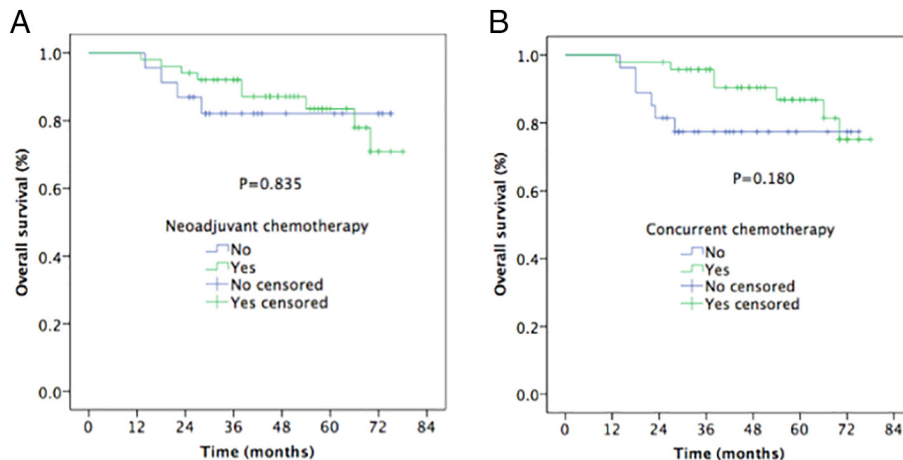 A
Overall survival (%)
1.0
0.8
0.6
0.4
0.2
0.0
P=0.835
Neoadjuvant chemotherapy
No
Yes
No censored
Yes censored
0 12 24 36 48 60 72 84
Time (months)
B
Overall survival (%)
1.0
0.8
0.6
0.4
0.2
0.0
P=0.180
Concurrent chemotherapy
No
Yes
No censored
Yes censored
0 12 24 36 48 60 72 84
Time (months)